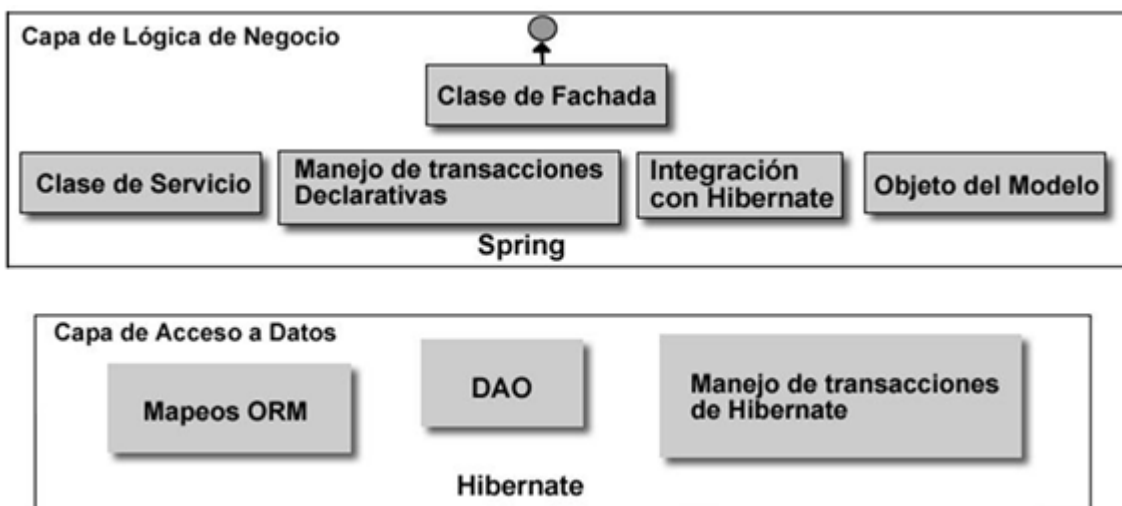 Capa de Lógica de Negocio
Clase de Fachada
Clase de Servicio
Manejo de transacciones
Declarativas
Integración
con Hibernate
Objeto del Modelo
Spring
Capa de Acceso a Datos
Mapeos ORM
DAO
Manejo de transacciones
de Hibernate
Hibernate